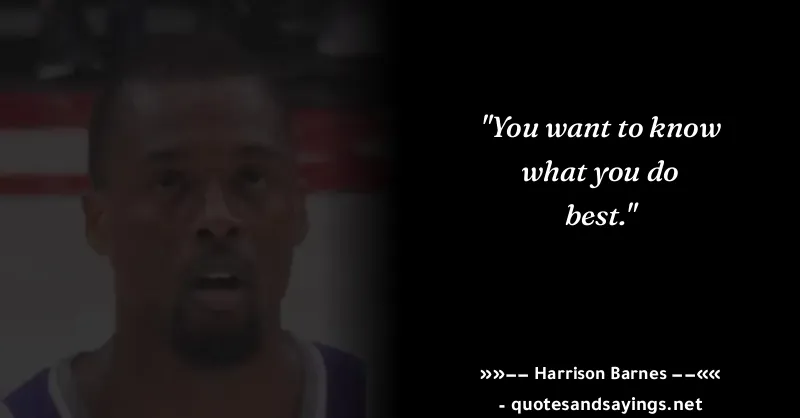 "You want to know
what you do
best."
»»−− Harrison Barnes −−««
- quotesandsayings.net